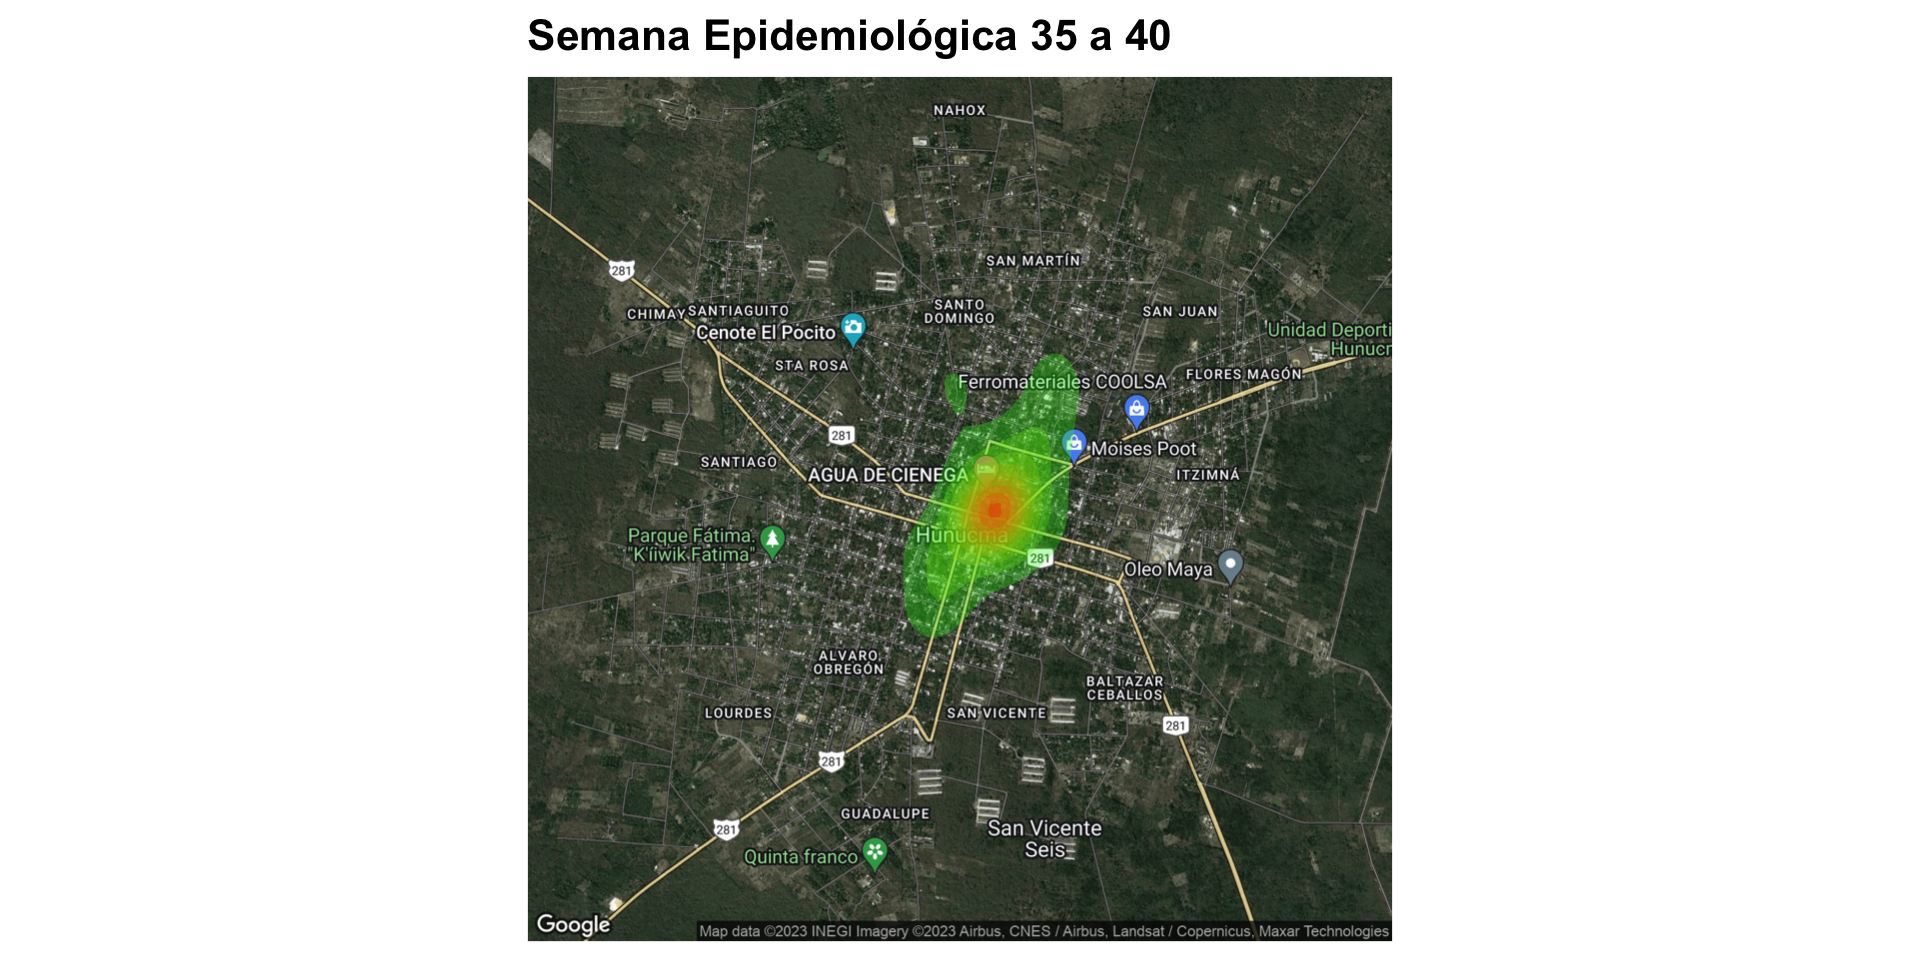 Semana Epidemiológica 35 a 40
NAHOX
SAN MARTÍN
281
SANTO
DOMINGO
CHIMAY
SANTIAGUITO
SAN JUAN
Cenote El Pocito
Unidad Deporti
Hunucr
STA ROSA
FLORES MAGÓN
Ferromateriales COOLSA
281
Moises Poot
SANTIAGO
AGUA DE CIENEGA
ITZIMNÁ
Parque Fátima.
"K'íiwik Fatima"
Hunucmá
281
Oleo Maya
ALVARO
OBREGÓN
BALTAZAR
CEBALLOS
LOURDES
SAN VICENTE
281
281
GUADALUPE
281
San Vicente
Seis
Quinta franco
Google
Map data ©2023 INEGI Imagery ©2023 Airbus, CNES / Airbus, Landsat / Copernicus, Maxar Technologies